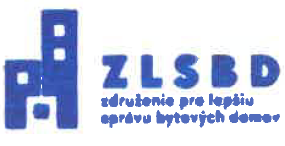 ZLSBD
združenie pre lepšiu
správu bytových domov